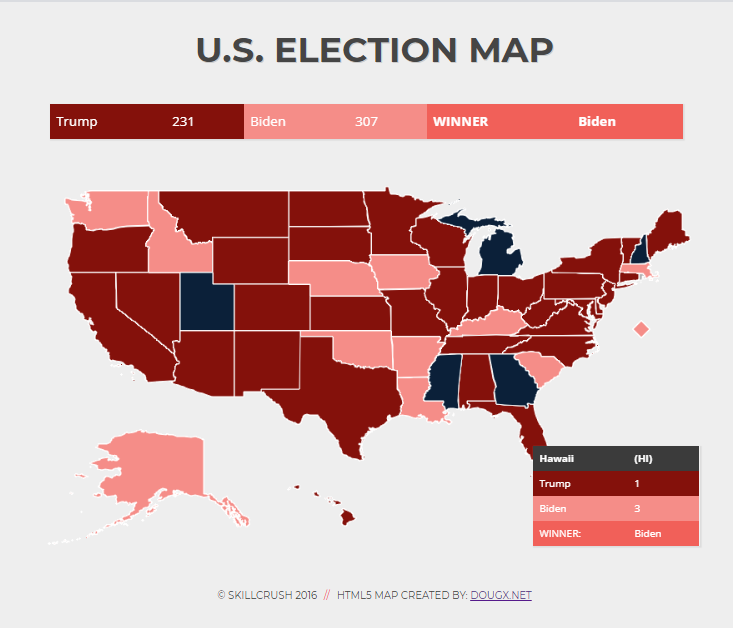 U.S. ELECTION MAP
Trump 231 Biden 307 WINNER Biden
Hawaii (HI)
Trump 1
Biden 3
WINNER: Biden
© SKILLCRUSH 2016 // HTML5 MAP CREATED BY: DOUGX.NET